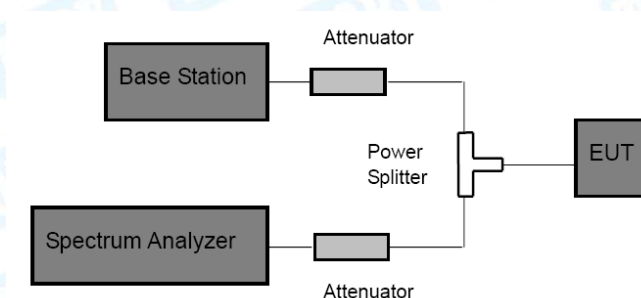 Attenuator
Base Station
Power
Splitter
EUT
Spectrum Analyzer
Attenuator